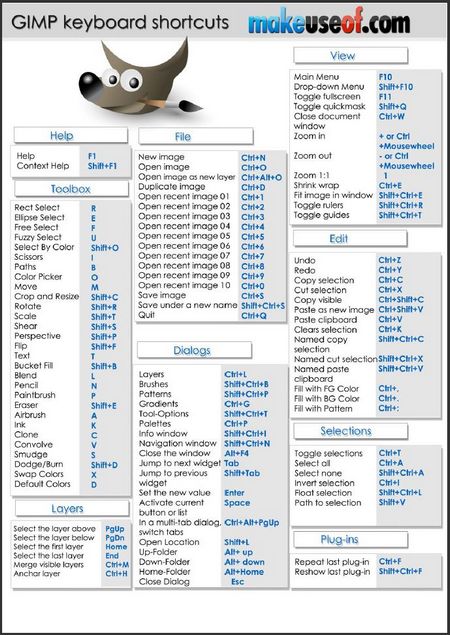 GIMP keyboard shortcuts
makeuseof.com
Help
Help F1
Context Help Shift+F1
Toolbox
Rect Select R
Ellipse Select E
Free Select F
Fuzzy Select U
Select By Color Shift+O
Scissors I
Paths B
Color Picker O
Move M
Crop and Resize Shift+C
Rotate Shift+R
Scale Shift+T
Shear Shift+S
Perspective Shift+P
Flip Shift+F
Text T
Bucket Fill Shift+B
Blend L
Pencil N
Paintbrush P
Eraser Shift+E
Airbrush A
Ink K
Clone C
Convolve V
Smudge S
Dodge/Burn Shift+D
Swap Colors X
Default Colors D
Layers
Select the layer above PgUp
Select the layer below PgDn
Select the first layer Home
Select the last layer End
Merge visible layers Ctrl+M
Anchor layer Ctrl+H
File
New image Ctrl+N
Open image Ctrl+O
Open image as new layer Ctrl+Alt+O
Duplicate image Ctrl+D
Open recent image 01 Ctrl+1
Open recent image 02 Ctrl+2
Open recent image 03 Ctrl+3
Open recent image 04 Ctrl+4
Open recent image 05 Ctrl+5
Open recent image 06 Ctrl+6
Open recent image 07 Ctrl+7
Open recent image 08 Ctrl+8
Open recent image 09 Ctrl+9
Open recent image 10 Ctrl+0
Save image Ctrl+S
Save under a new name Shift+Ctrl+S
Quit Ctrl+Q
Dialogs
Layers Ctrl+L
Brushes Shift+Ctrl+B
Patterns Shift+Ctrl+P
Gradients Ctrl+G
Tool-Options Shift+Ctrl+T
Palettes Ctrl+P
Info window Shift+Ctrl+I
Navigation window Shift+Ctrl+N
Close the window Alt+F4
Jump to next widget Tab
Jump to previous Shift+Tab
widget
Set the new value Enter
Activate current Space
button or list
In a multi-tab dialog, Ctrl+Alt+PgUp
switch tabs
Open Location Shift+L
Up-Folder Alt+ up
Down-Folder Alt+ down
Home-Folder Alt+Home
Close Dialog Esc
View
Main Menu F10
Drop-down Menu Shift+F10
Toggle fullscreen F11
Toggle quickmask Shift+Q
Close document Ctrl+W
window
Zoom in + or Ctrl
+Mousewheel
Zoom out - or Ctrl
+Mousewheel
Zoom 1:1 1
Shrink wrap Ctrl+E
Fit image in window Shift+Ctrl+E
Toggle rulers Shift+Ctrl+R
Toggle guides Shift+Ctrl+T
Edit
Undo Ctrl+Z
Redo Ctrl+Y
Copy selection Ctrl+C
Cut selection Ctrl+X
Copy visible Ctrl+Shift+C
Paste as new image Ctrl+Shift+V
Paste clipboard Ctrl+V
Clears selection Ctrl+K
Named copy Shift+Ctrl+C
selection
Named cut selection Shift+Ctrl+X
Named paste Shift+Ctrl+V
clipboard
Fill with FG Color Ctrl+,
Fill with BG Color Ctrl+.
Fill with Pattern Ctrl+;
Selections
Toggle selections Ctrl+T
Select all Ctrl+A
Select none Shift+Ctrl+A
Invert selection Ctrl+I
Float selection Shift+Ctrl+L
Path to selection Shift+V
Plug-ins
Repeat last plug-in Ctrl+F
Reshow last plug-in Shift+Ctrl+F